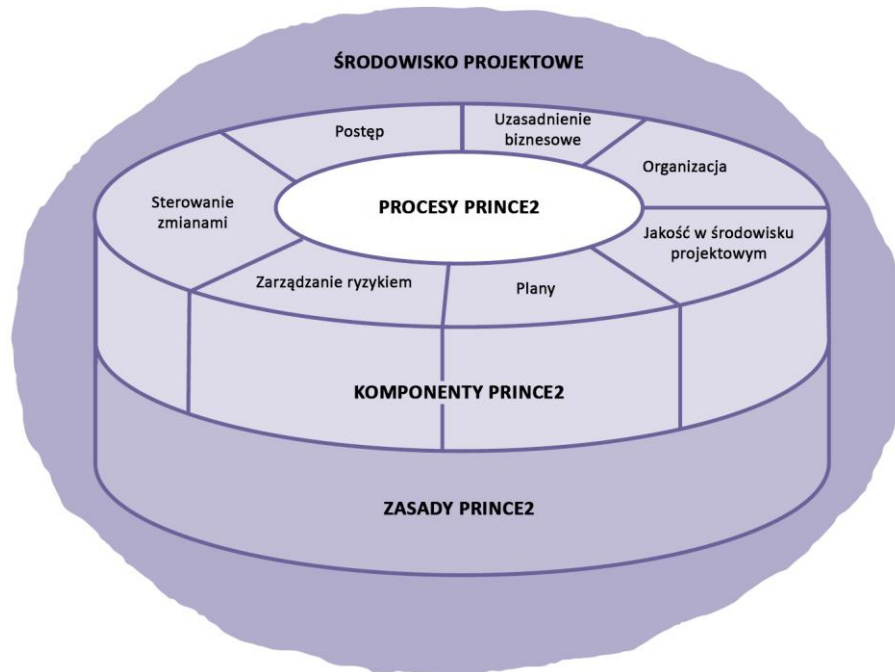 ŚRODOWISKO PROJEKTOWE
Postęp
Uzasadnienie
biznesowe
Organizacja
Sterowanie
zmianami
PROCESY PRINCE2
Jakość w środowisku
projektowym
Zarządzanie ryzykiem
Plany
KOMPONENTY PRINCE2
ZASADY PRINCE2